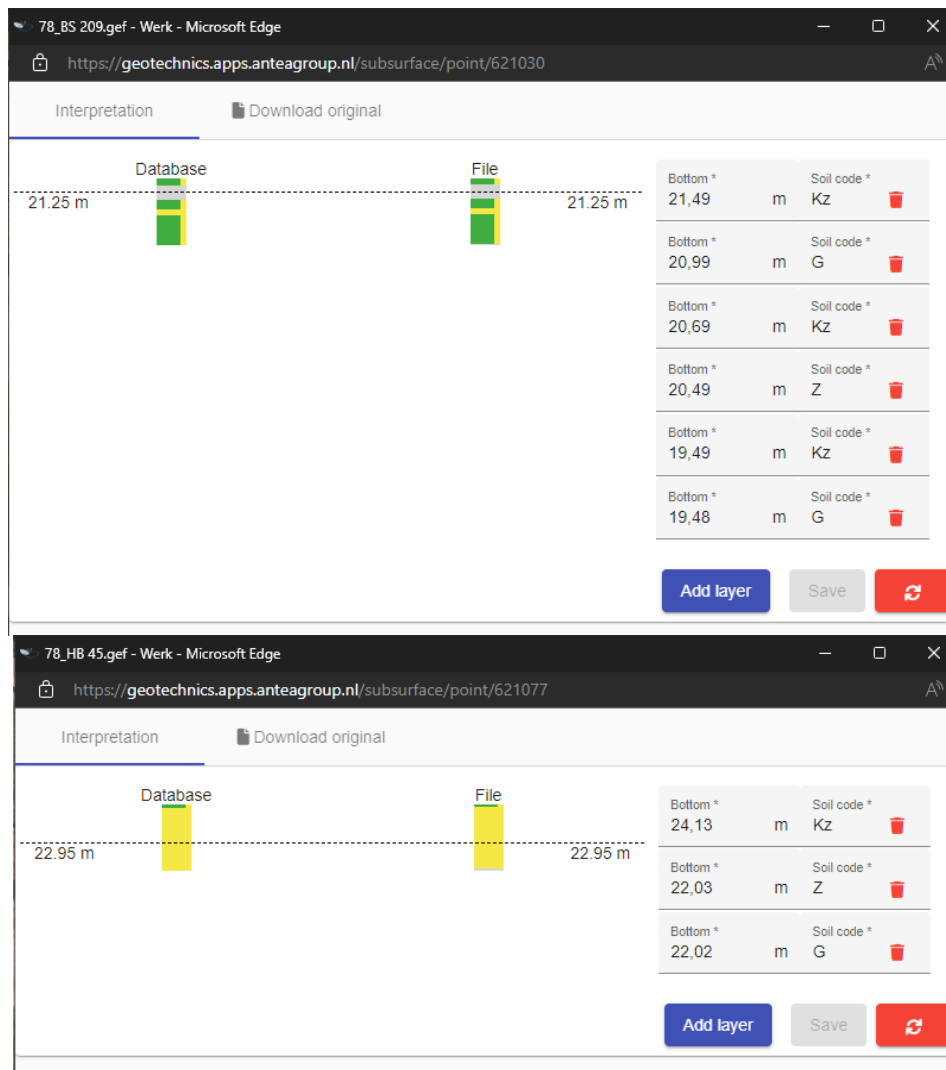 78_BS 209.gef - Werk - Microsoft Edge
https://geotechnics.apps.anteagroup.nl/subsurface/point/621030
Interpretation Download original
Database File
21.25 m 21.25 m
Bottom * Soil code *
21,49 m Kz
Bottom * Soil code *
20,99 m G
Bottom * Soil code *
20,69 m Kz
Bottom * Soil code *
20,49 m Z
Bottom * Soil code *
19,49 m Kz
Bottom * Soil code *
19,48 m G
Add layer Save
78_HB 45.gef - Werk - Microsoft Edge
https://geotechnics.apps.anteagroup.nl/subsurface/point/621077
Interpretation Download original
Database File
22.95 m 22.95 m
Bottom * Soil code *
24,13 m Kz
Bottom * Soil code *
22,03 m Z
Bottom * Soil code *
22,02 m G
Add layer Save